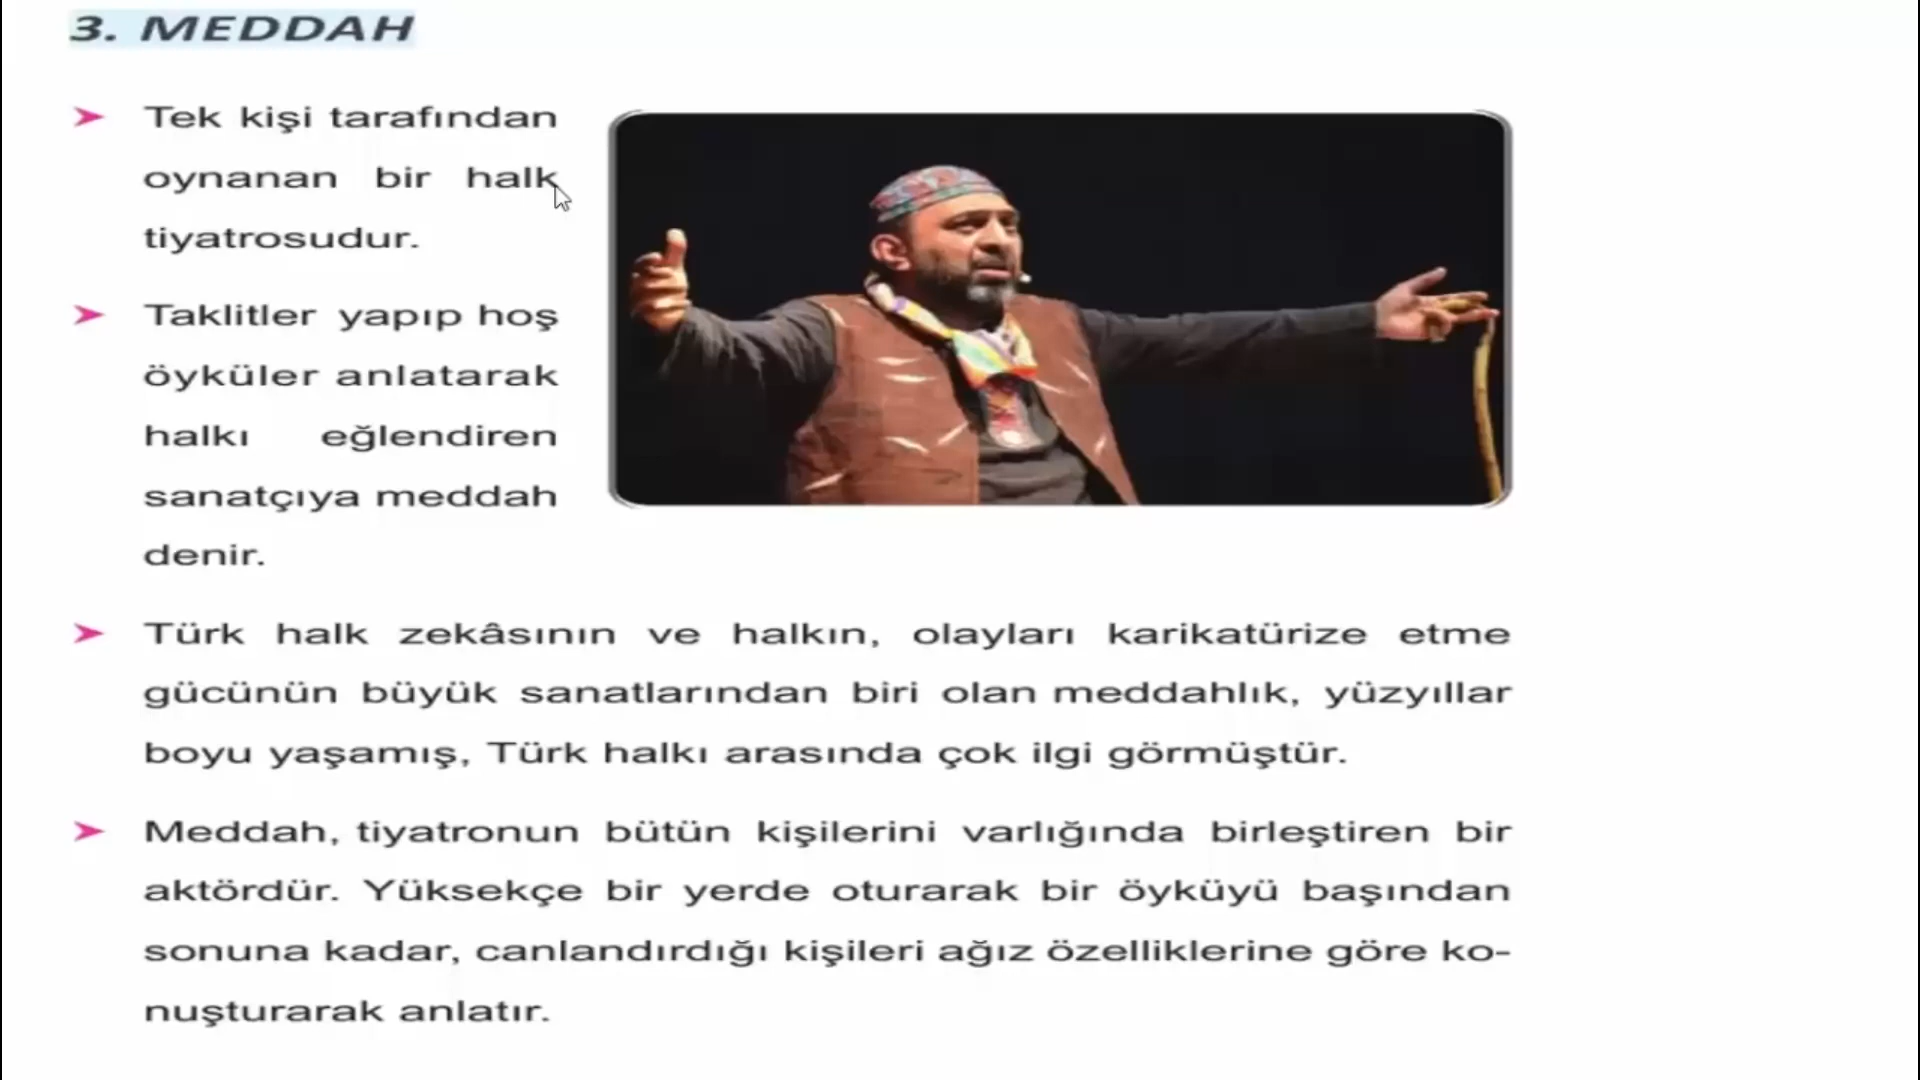 3. MEDDAH
Tek kişi tarafından
oynanan bir halk
tiyatrosudur.
Taklitler yapıp hoş
öyküler anlatarak
halkı eğlendiren
sanatçıya meddah
denir.
Türk halk zekâsının ve halkın, olayları karikatürize etme
gücünün büyük sanatlarından biri olan meddahlık, yüzyıllar
boyu yaşamış, Türk halkı arasında çok ilgi görmüştür.
Meddah, tiyatronun bütün kişilerini varlığında birleştiren bir
aktördür. Yüksekçe bir yerde oturarak bir öyküyü başından
sonuna kadar, canlandırdığı kişileri ağız özelliklerine göre ko-
nuşturarak anlatır.